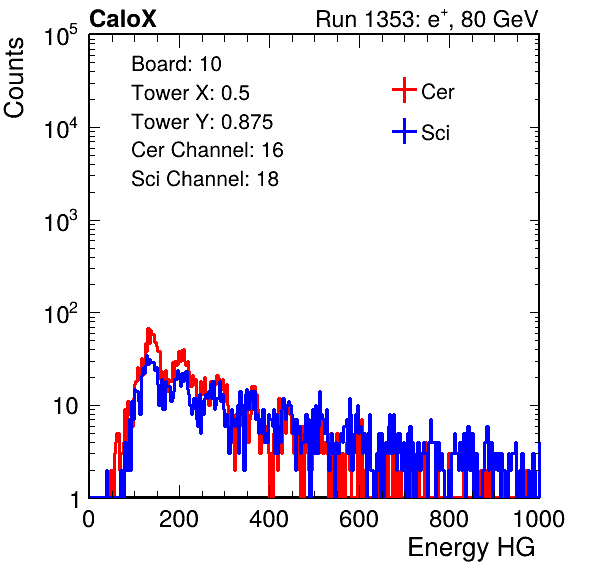 CaloX Run 1353: e⁺, 80 GeV
Counts
Board: 10
Tower X: 0.5
Tower Y: 0.875
Cer Channel: 16
Sci Channel: 18
Cer
Sci
10⁵
10⁴
10³
10²
10
1
0 200 400 600 800 1000
Energy HG